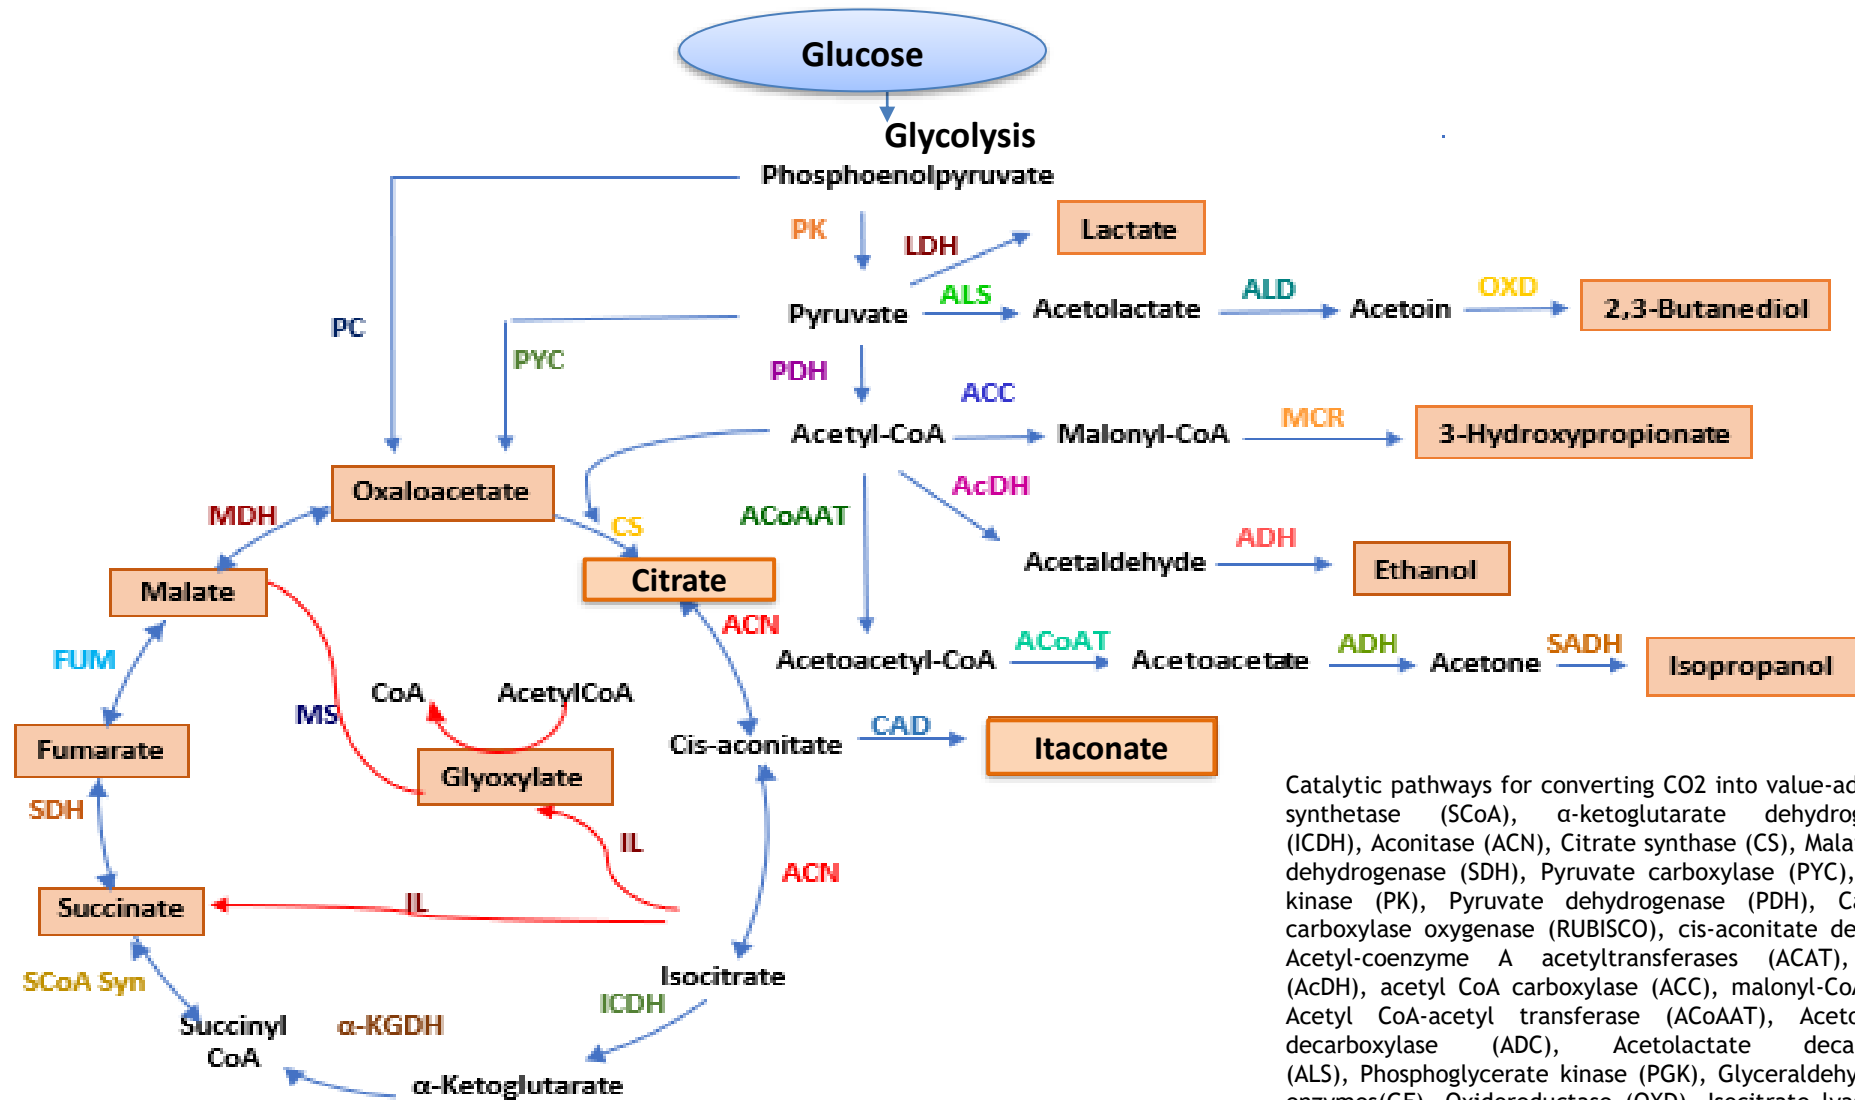 Glucose
Glycolysis
Phosphoenolpyruvate
PK
LDH
Lactate
PC
PYC
Pyruvate
ALS
Acetolactate
ALD
Acetoin
OXD
2,3-Butanediol
PDH
ACC
Acetyl-CoA
Malonyl-CoA
MCR
3-Hydroxypropionate
AcDH
Oxaloacetate
MDH
CS
ACoAAT
Acetaldehyde
ADH
Ethanol
Malate
Citrate
ACN
FUM
Acetoacetyl-CoA
ACoAT
Acetoacetate
ADH
Acetone
SADH
Isopropanol
CoA
AcetylCoA
MS
Fumarate
Glyoxylate
Cis-aconitate
CAD
Itaconate
SDH
IL
ACN
Succinate
IL
SCoA Syn
Isocitrate
ICDH
Succinyl
CoA
α-KGDH
α-Ketoglutarate
Catalytic pathways for converting CO2 into value-ad
synthetase (SCoA), α-ketoglutarate dehydrog
(ICDH), Aconitase (ACN), Citrate synthase (CS), Mala
dehydrogenase (SDH), Pyruvate carboxylase (PYC),
kinase (PK), Pyruvate dehydrogenase (PDH), Ca
carboxylase oxygenase (RUBISCO), cis-aconitate de
Acetyl-coenzyme A acetyltransferases (ACAT),
(AcDH), acetyl CoA carboxylase (ACC), malonyl-CoA
Acetyl CoA-acetyl transferase (ACoAAT), Aceto
decarboxylase (ADC), Acetolactate deca
(ALS), Phosphoglycerate kinase (PGK), Glyceraldehy